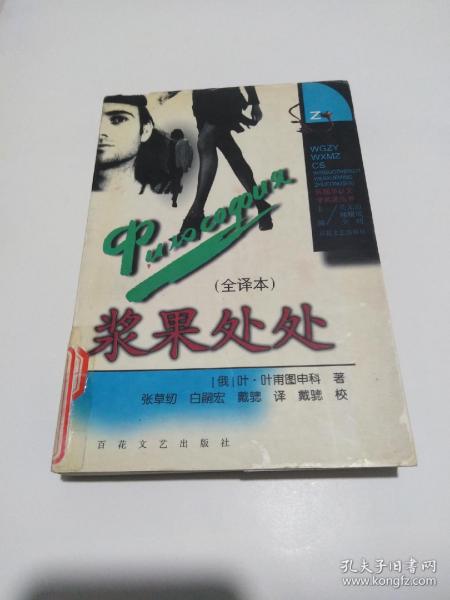 Z
WGZY
WXMZ
CS
Философия
(全译本)
浆果处处
[俄]叶·叶甫图申科 著
张草纫 白嗣宏 戴骢 译 戴骢 校
百花文艺出版社
孔夫子旧书网
www.kongfz.com